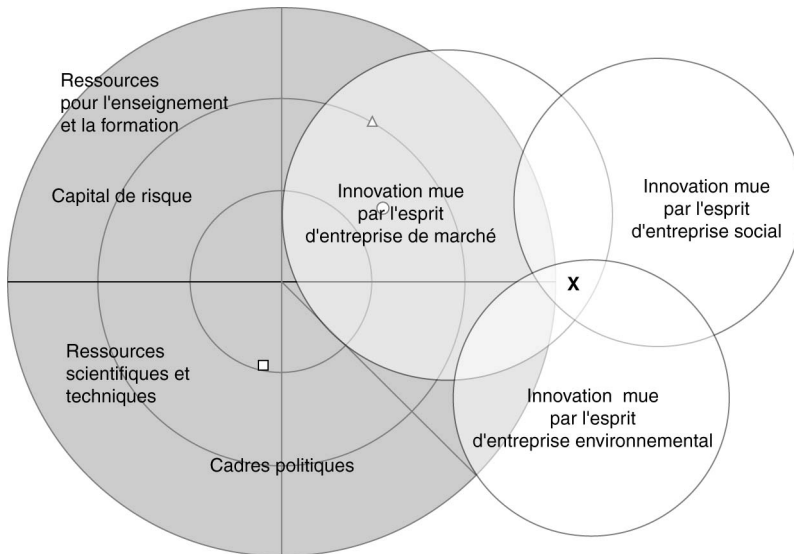 Ressources
pour l'enseignement
et la formation
Capital de risque
Innovation mue
par l'esprit
d'entreprise de marché
Innovation mue
par l'esprit
d'entreprise social
X
Ressources
scientifiques et
techniques
Innovation mue
par l'esprit
d'entreprise environnemental
Cadres politiques